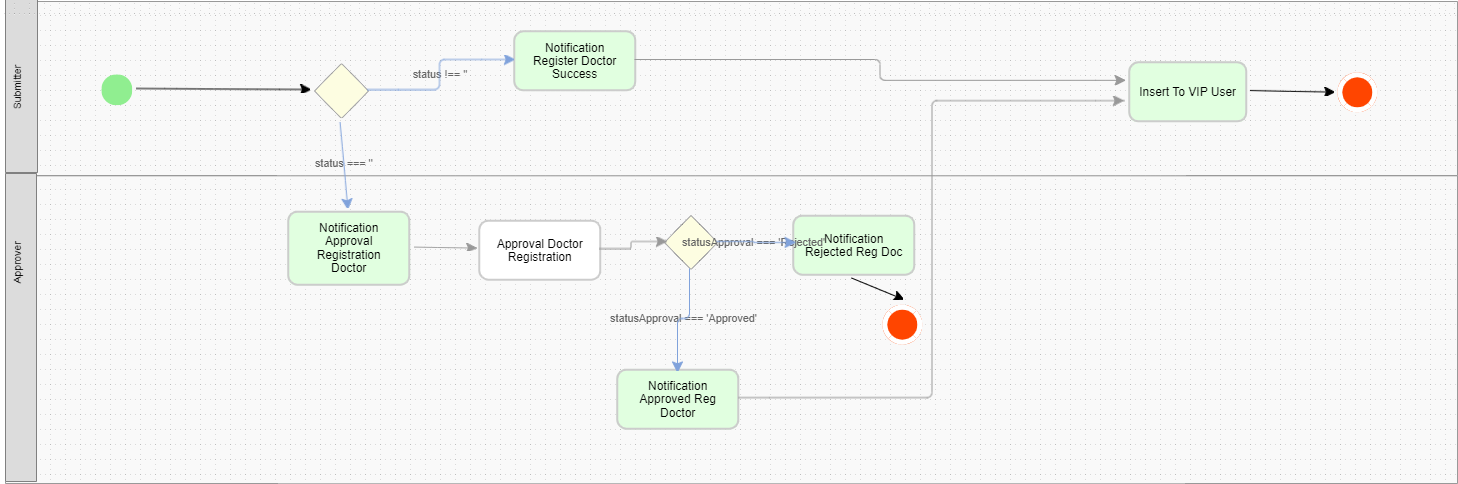 Submitter
Notification
Register Doctor
Success
status !== ''
Insert To VIP User
status === ''
Approver
Notification
Approval
Registration
Doctor
Approval Doctor
Registration
statusApproval === 'Rejected'
Notification
Rejected Reg Doc
statusApproval === 'Approved'
Notification
Approved Reg
Doctor